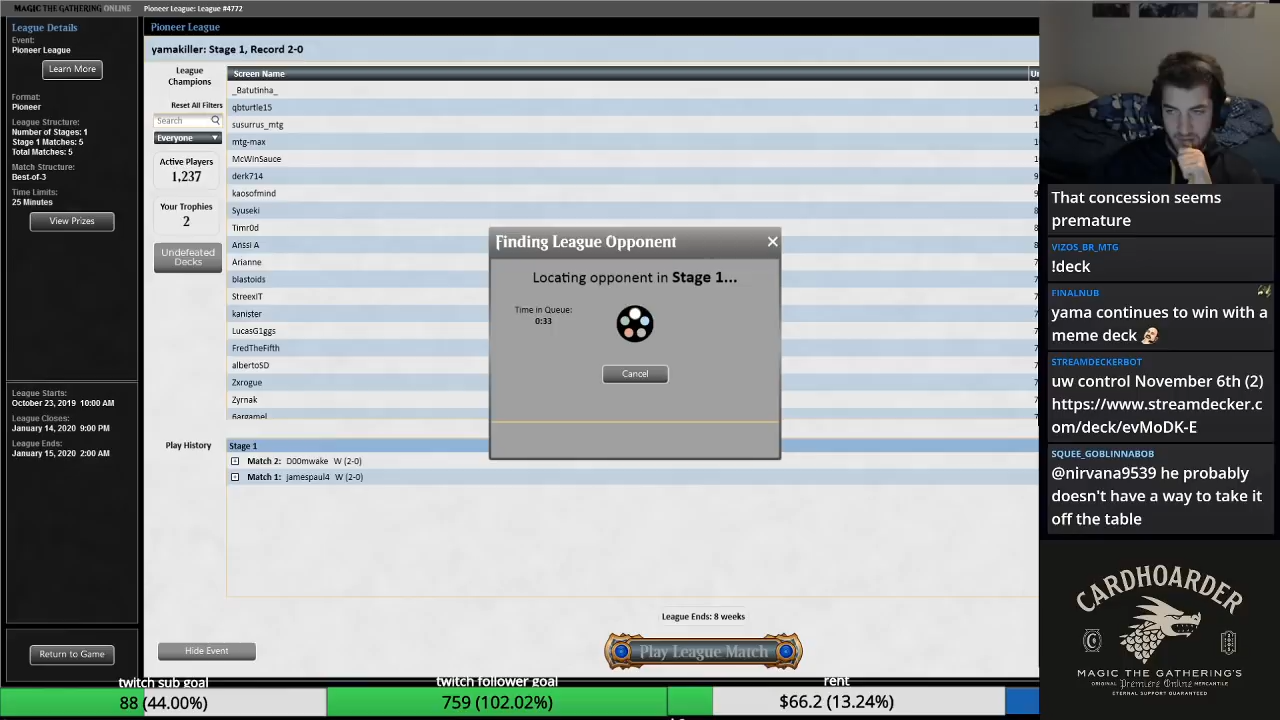 MAGIC THE GATHERING ONLINE
Pioneer League: League #4772
League Details
Event:
Pioneer League
Learn More
Format:
Pioneer
League Structure:
Number of Stages: 1
Stage 1 Matches: 5
Total Matches: 5
Match Structure:
Best-of-3
Time Limits:
25 Minutes
View Prizes
League Starts:
October 23, 2019 10:00 AM
League Closes:
January 14, 2020 9:00 PM
League Ends:
January 15, 2020 2:00 AM
Return to Game
Pioneer League
yamakiller: Stage 1, Record 2-0
League
Champions
Reset All Filters
Search
Everyone
Active Players
1,237
Your Trophies
2
Undefeated
Decks
Screen Name
_Batutinha_
qbturtle15
susurrus_mtg
mtg-max
McWinSauce
derk714
kaosofmind
Syuseki
Timr0d
Anssi A
Arianne
blastoids
StreexIT
kanister
LucasG1ggs
FredTheFifth
albertoSD
Zxrogue
Zyrnak
6argamel
Finding League Opponent
Locating opponent in Stage 1...
Time in Queue:
0:33
Cancel
Play History
Stage 1
Match 2: D00mwake W (2-0)
Match 1: Jamespaul4 W (2-0)
League Ends: 8 weeks
Hide Event
Play League Match
That concession seems
premature
VIZOS_BR_MTG
!deck
FINALNUB
yama continues to win with a
meme deck
STREAMDECKERBOT
uw control November 6th (2)
https://www.streamdecker.c
om/deck/evMoDK-E
SQUEE_GOBLINNABOB
@nirvana9539 he probably
doesn't have a way to take it
off the table
CARDHOARDER
MAGIC THE GATHERING'S
ORIGINAL Premiere Online MERCANTILE
ETERNAL SUPPORT GUARANTEED
twitch sub goal
88 (44.00%)
twitch follower goal
759 (102.02%)
rent
$66.2 (13.24%)